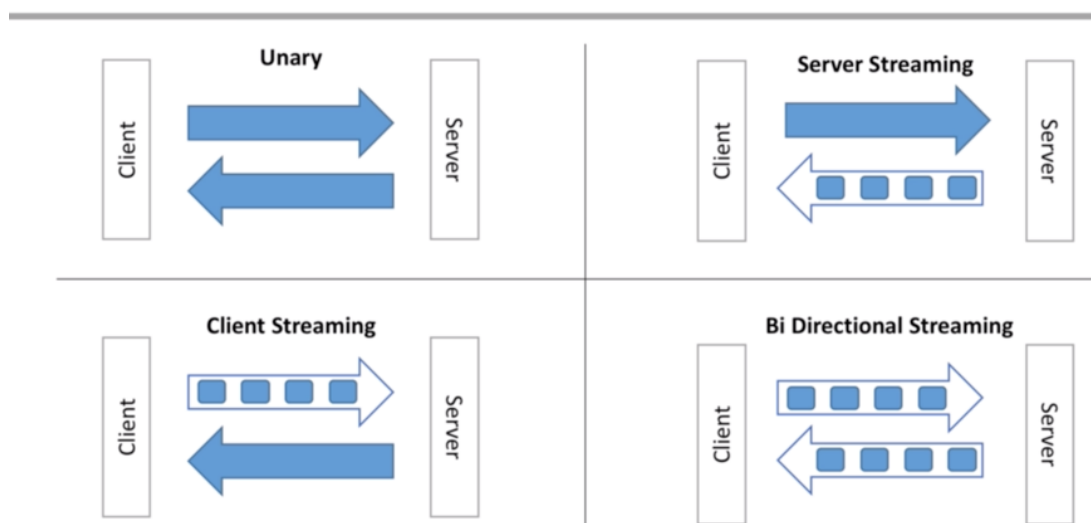 Unary
Client
Server
Server Streaming
Client
Server
Client Streaming
Client
Server
Bi Directional Streaming
Client
Server